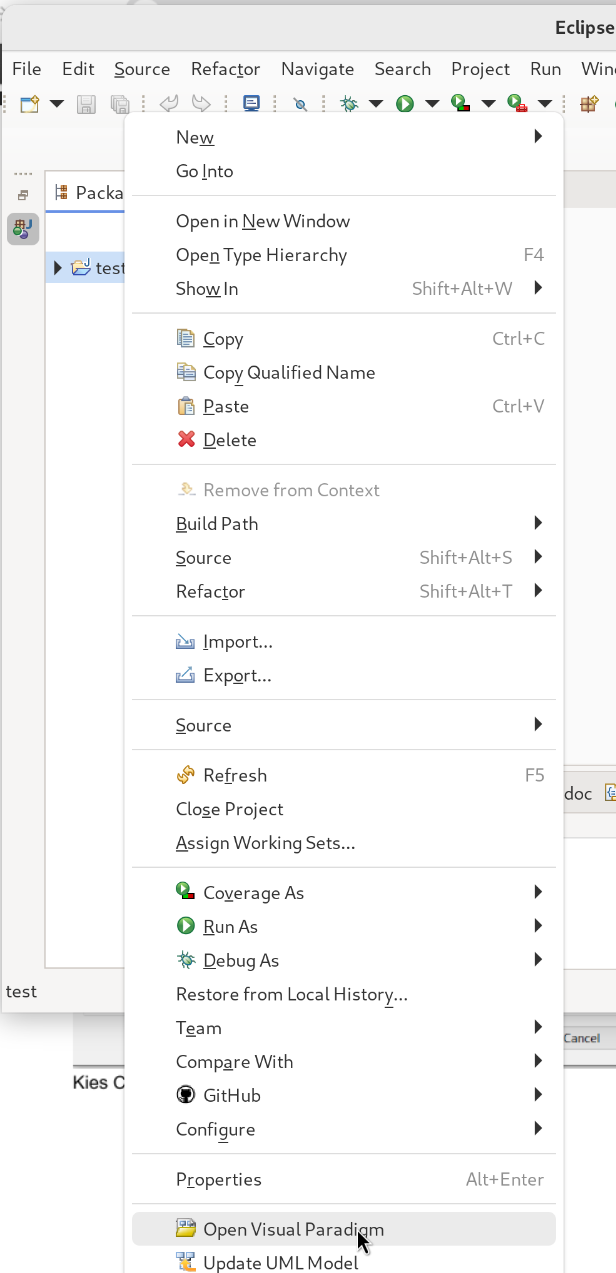 Eclipse
File Edit Source Refactor Navigate Search Project Run
Packa
New
Go Into
Open in New Window
test Open Type Hierarchy F4
Show In Shift+Alt+W
Copy Ctrl+C
Copy Qualified Name
Paste Ctrl+V
Delete
Remove from Context
Build Path
Source Shift+Alt+S
Refactor Shift+Alt+T
Import...
Export...
Source
Refresh F5
doc
Close Project
Assign Working Sets...
Coverage As
Run As
Debug As
test
Restore from Local History...
Team
Cancel
Compare With
Kies
GitHub
Configure
Properties Alt+Enter
Open Visual Paradigm
Update UML Model